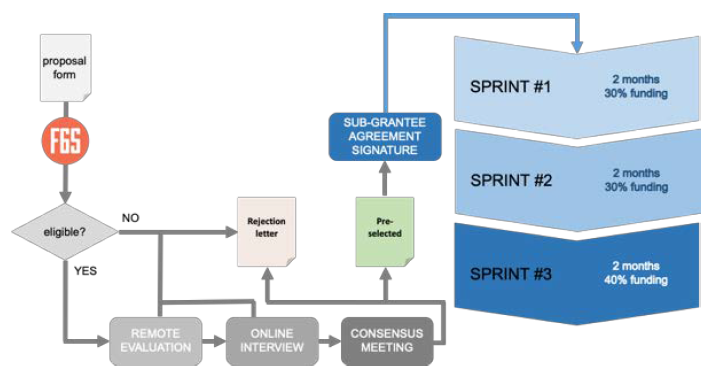 proposal
form
F6S
eligible?
NO
YES
REMOTE
EVALUATION
ONLINE
INTERVIEW
CONSENSUS
MEETING
Rejection
letter
Pre-
selected
SUB-GRANTEE
AGREEMENT
SIGNATURE
SPRINT #1
2 months
30% funding
SPRINT #2
2 months
30% funding
SPRINT #3
2 months
40% funding